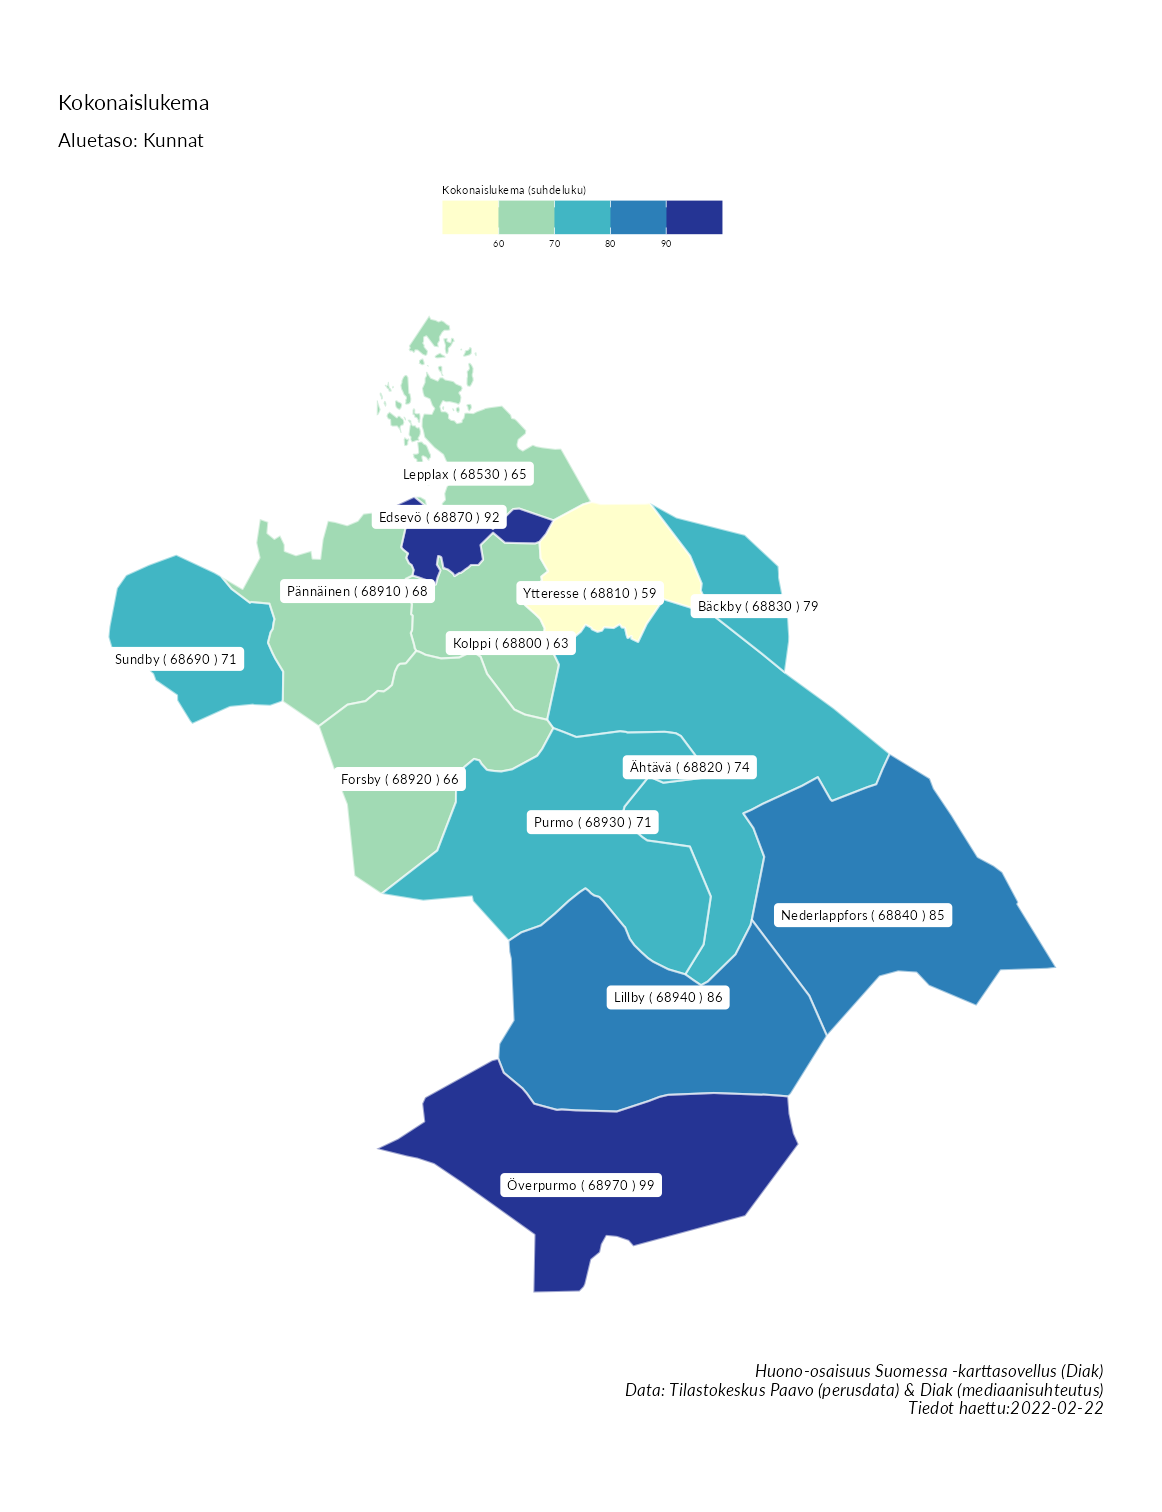 Kokonaislukema
Aluetaso: Kunnat
Kokonaislukema (suhdeluku)
60 70 80 90
Lepplax ( 68530 ) 65
Edsevö ( 68870 ) 92
Pännäinen ( 68910 ) 68
Ytteresse ( 68810 ) 59
Bäckby ( 68830 ) 79
Kolppi ( 68800 ) 63
Sundby ( 68690 ) 71
Ähtävä ( 68820 ) 74
Forsby ( 68920 ) 66
Purmo ( 68930 ) 71
Nederlappfors ( 68840 ) 85
Lillby ( 68940 ) 86
Överpurmo ( 68970 ) 99
Huono-osaisuus Suomessa -karttasovellus (Diak)
Data: Tilastokeskus Paavo (perusdata) & Diak (mediaanisuhteutus)
Tiedot haettu:2022-02-22